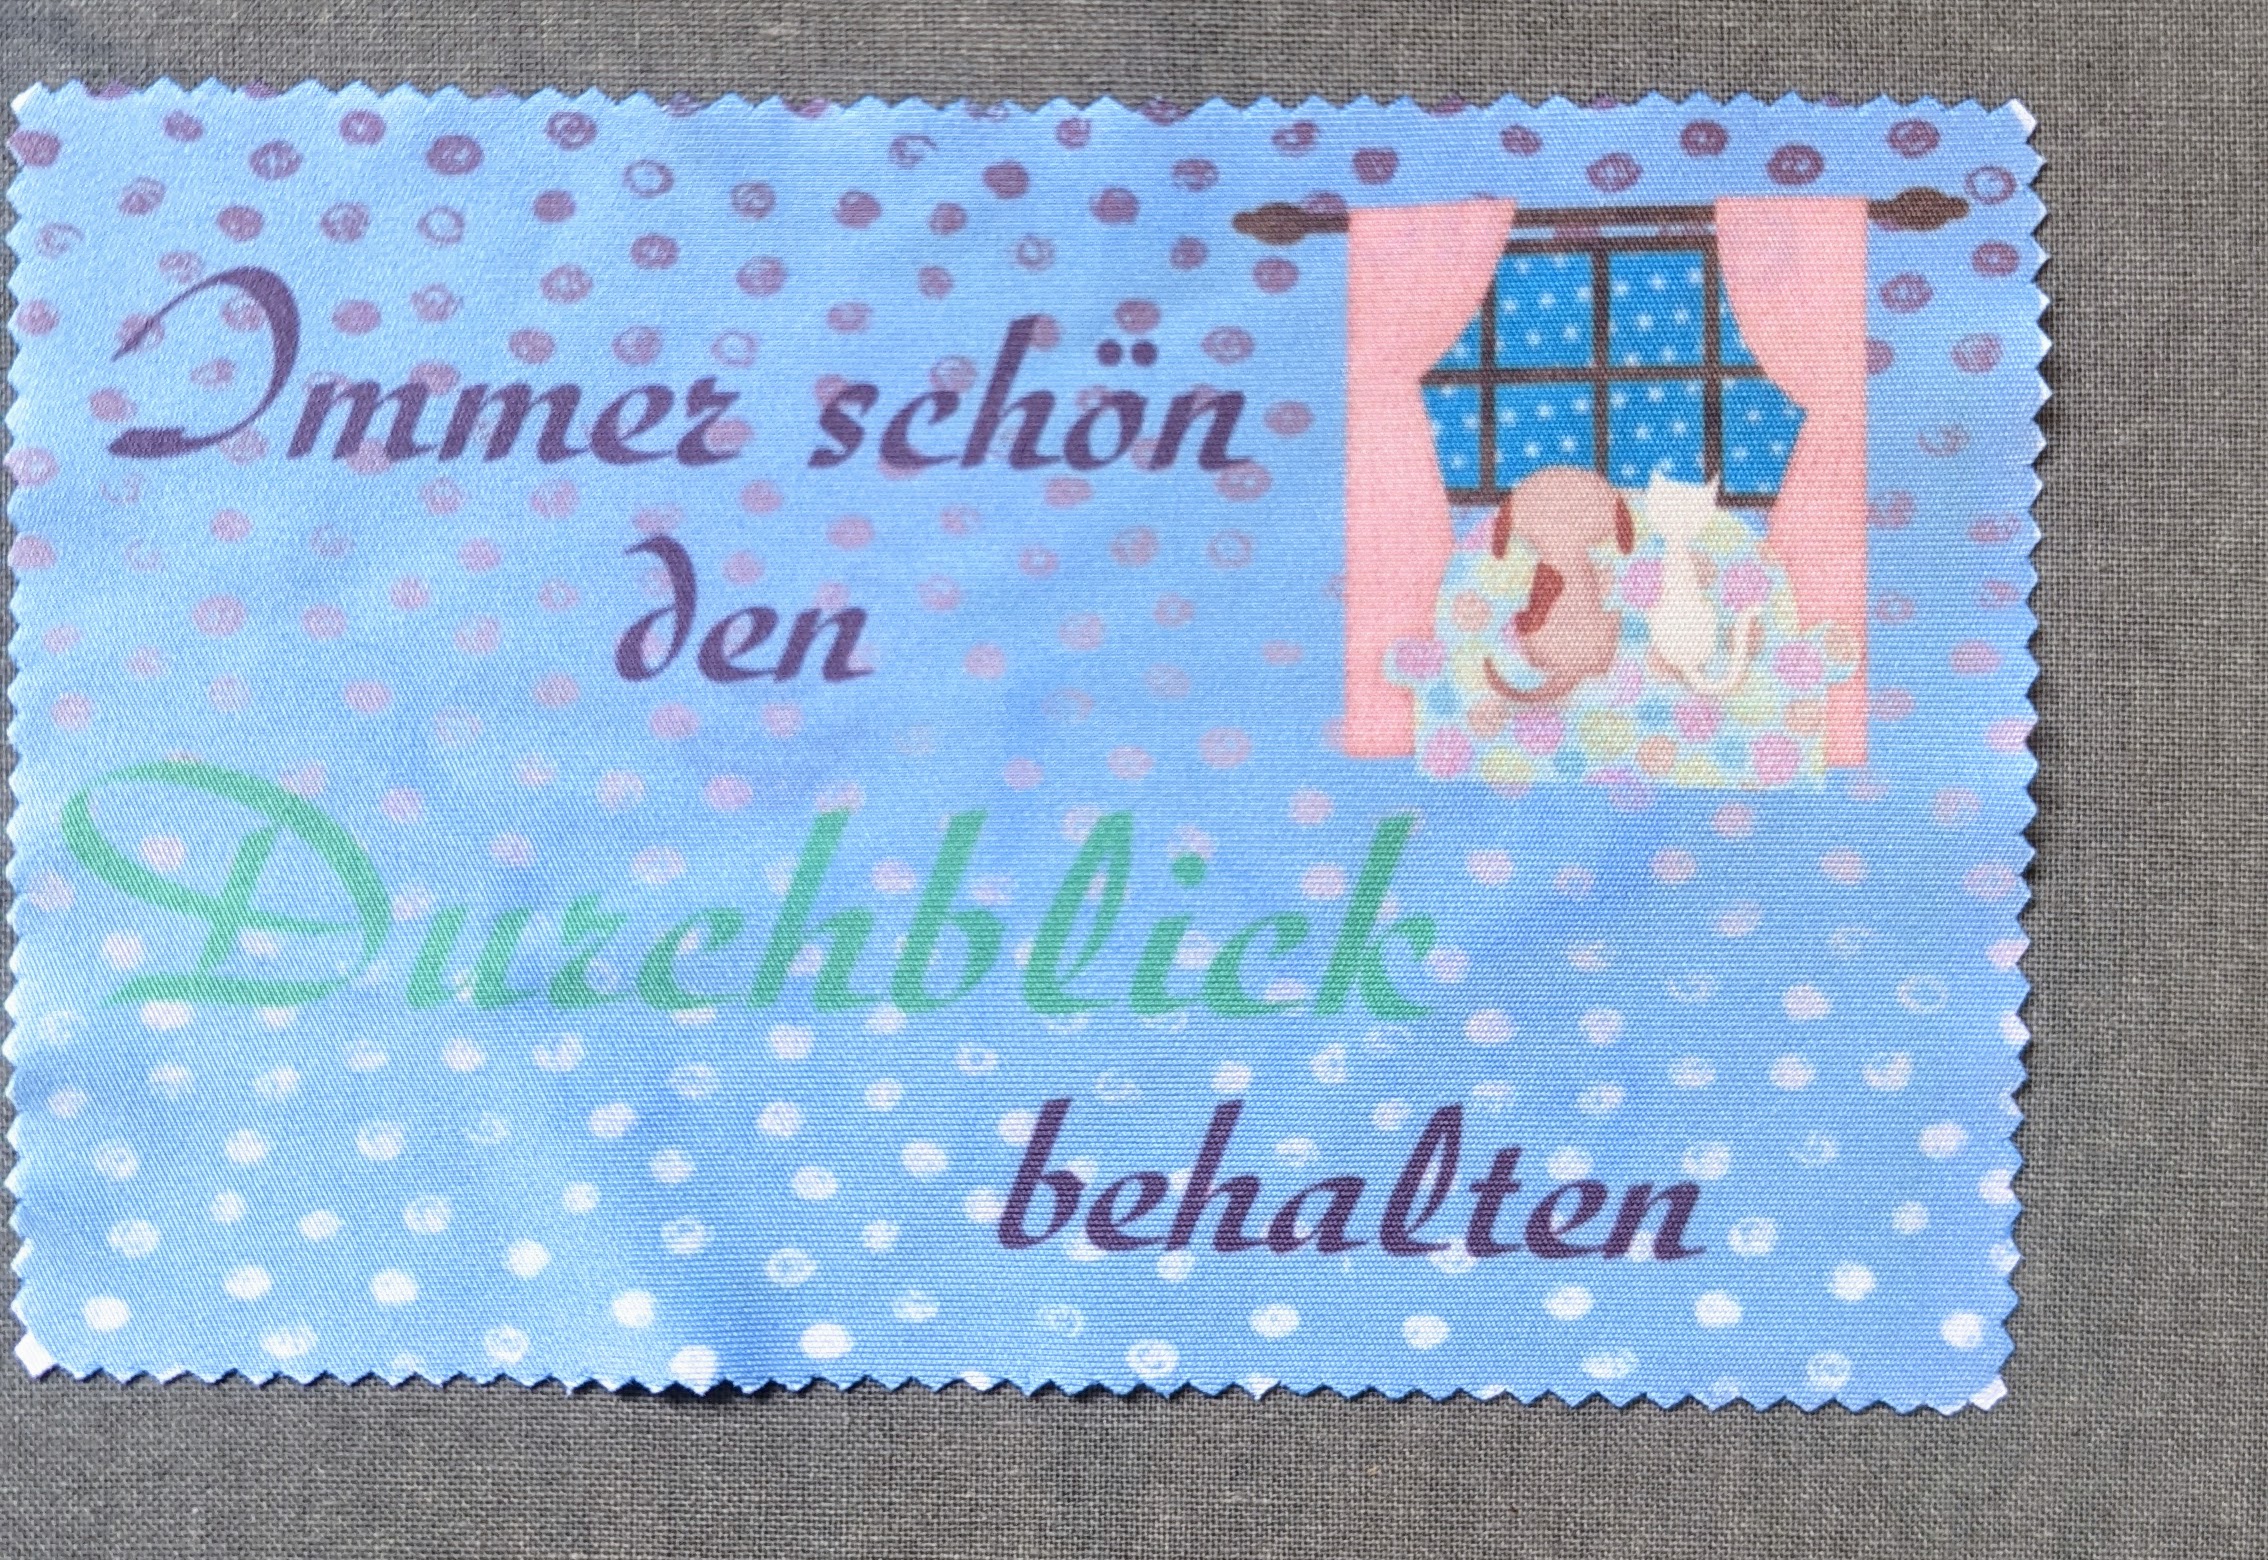 Immer schön
den
Durchblick
behalten